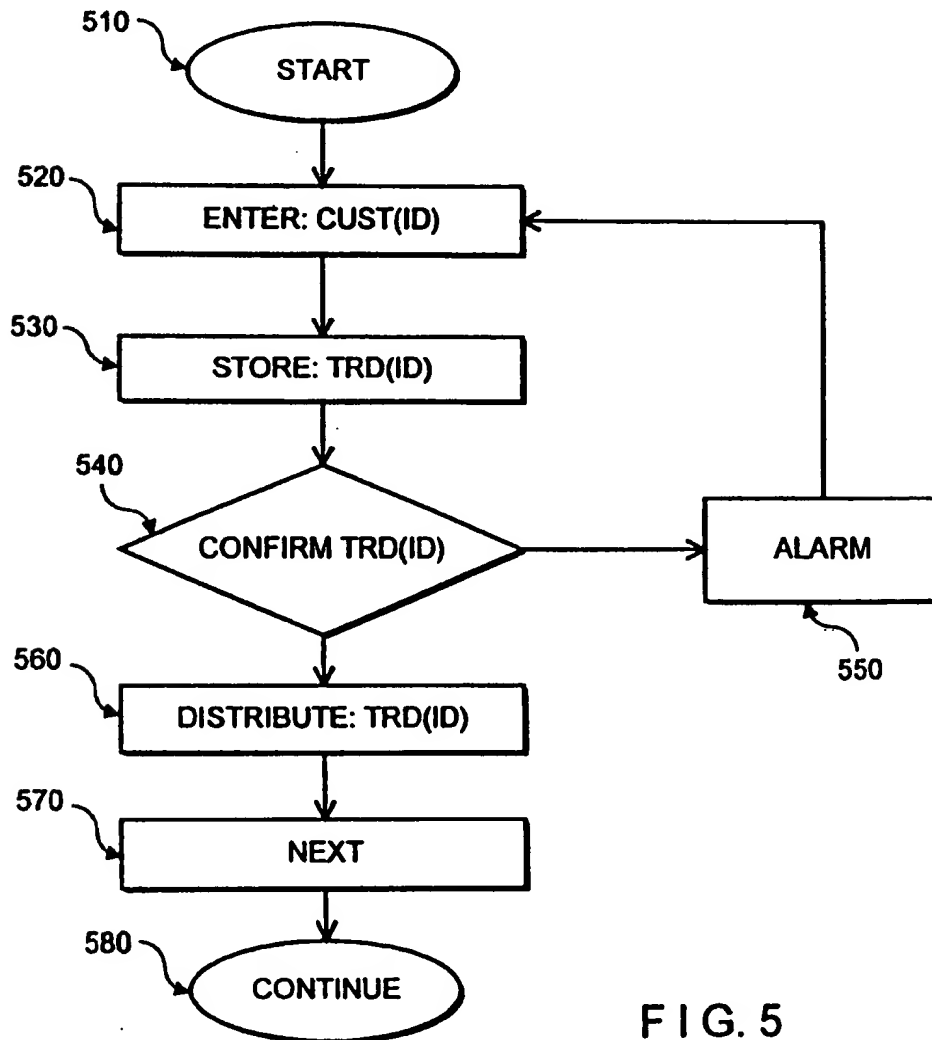 510
START
520
ENTER: CUST(ID)
530
STORE: TRD(ID)
540
CONFIRM TRD(ID)
ALARM
550
560
DISTRIBUTE: TRD(ID)
570
NEXT
580
CONTINUE
FIG. 5